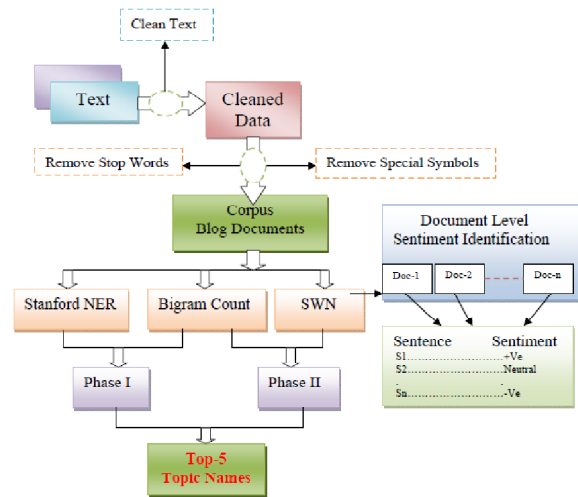 Clean Text
Text
Cleaned
Data
Remove Stop Words
Remove Special Symbols
Corpus
Blog Documents
Document Level
Sentiment Identification
Doc-1
Doc-2
Doc-n
Stanford NER
Bigram Count
SWN
Sentence Sentiment
S1..............................+Ve
S2..............................Neutral
. .
Sn..............................-Ve
Phase I
Phase II
Top-5
Topic Names